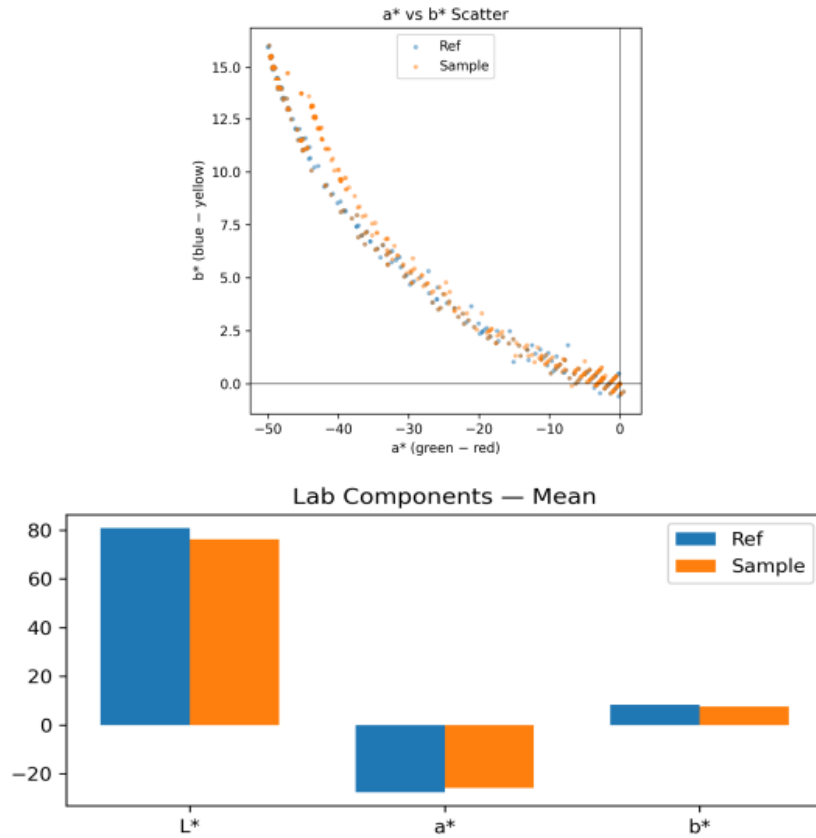 a* vs b* Scatter
Ref
Sample
15.0
12.5
10.0
7.5
5.0
2.5
0.0
b* (blue − yellow)
−50 −40 −30 −20 −10 0
a* (green − red)
Lab Components — Mean
Ref
Sample
80
60
40
20
0
−20
L* a* b*